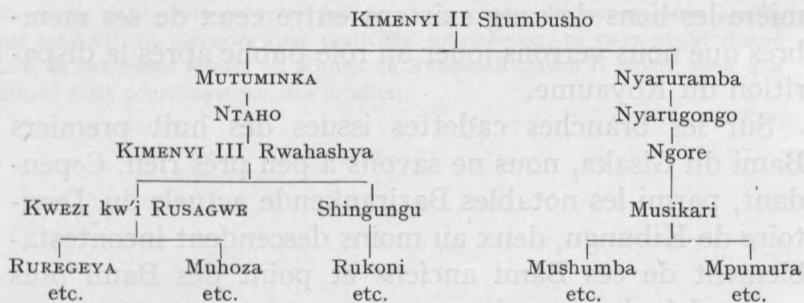 KIMENYI II Shumbusho
MUTUMINKA Nyaruramba
NTAHO Nyarugongo
KIMENYI III Rwahashya Ngore
KWEZI kw'i RUSAGWE Shingungu Musikari
RUREGEYA Muhoza Rukoni Mushumba Mpumura
etc. etc. etc. etc. etc.